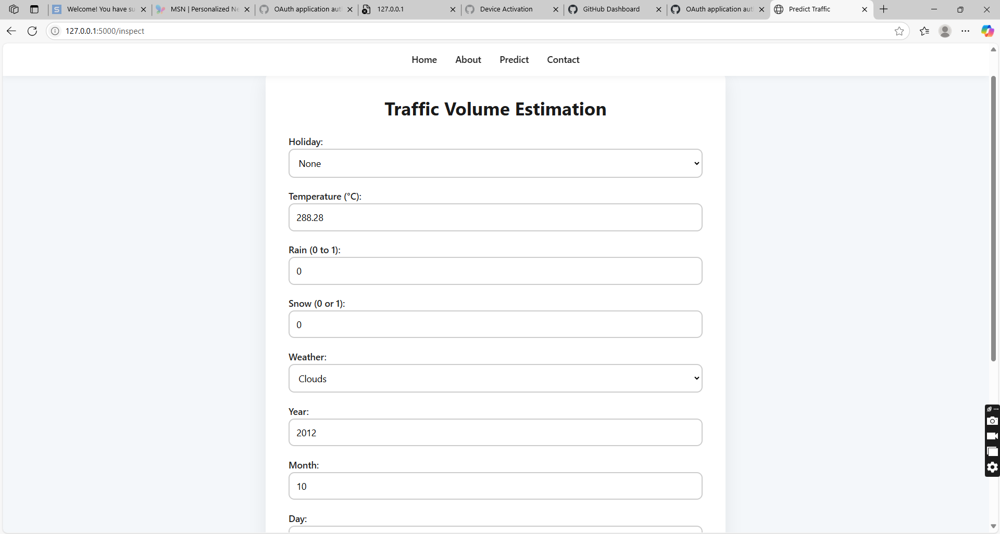 Welcome! You have su
MSN | Personalized Ne
OAuth application aut
127.0.0.1
Device Activation
GitHub Dashboard
OAuth application aut
Predict Traffic
127.0.0.1:5000/inspect
Home About Predict Contact
Traffic Volume Estimation
Holiday:
None
Temperature (°C):
288.28
Rain (0 to 1):
0
Snow (0 or 1):
0
Weather:
Clouds
Year:
2012
Month:
10
Day: